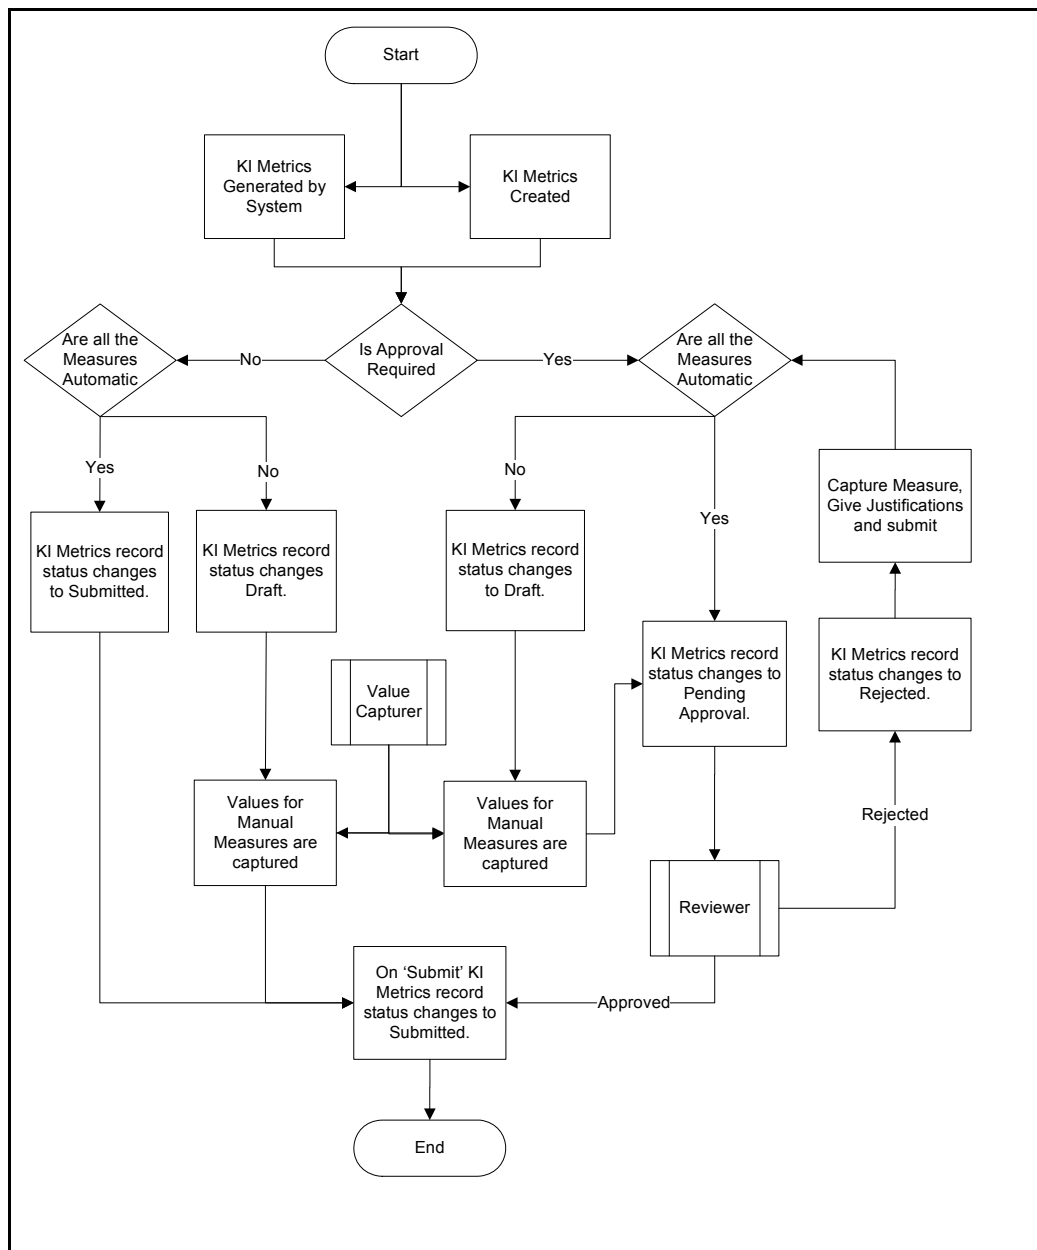 Start
KI Metrics
Generated by
System
KI Metrics
Created
Are all the
Measures
Automatic
No
Is Approval
Required
Yes
Are all the
Measures
Automatic
Yes
No
No
Yes
Capture Measure,
Give Justifications
and submit
KI Metrics record
status changes
to Submitted.
KI Metrics record
status changes
Draft.
KI Metrics record
status changes
to Draft.
KI Metrics record
status changes to
Pending
Approval.
KI Metrics record
status changes to
Rejected.
Value
Capturer
Values for
Manual
Measures are
captured
Values for
Manual
Measures are
captured
Rejected
Reviewer
On ‘Submit’ KI
Metrics record
status changes to
Submitted.
Approved
End